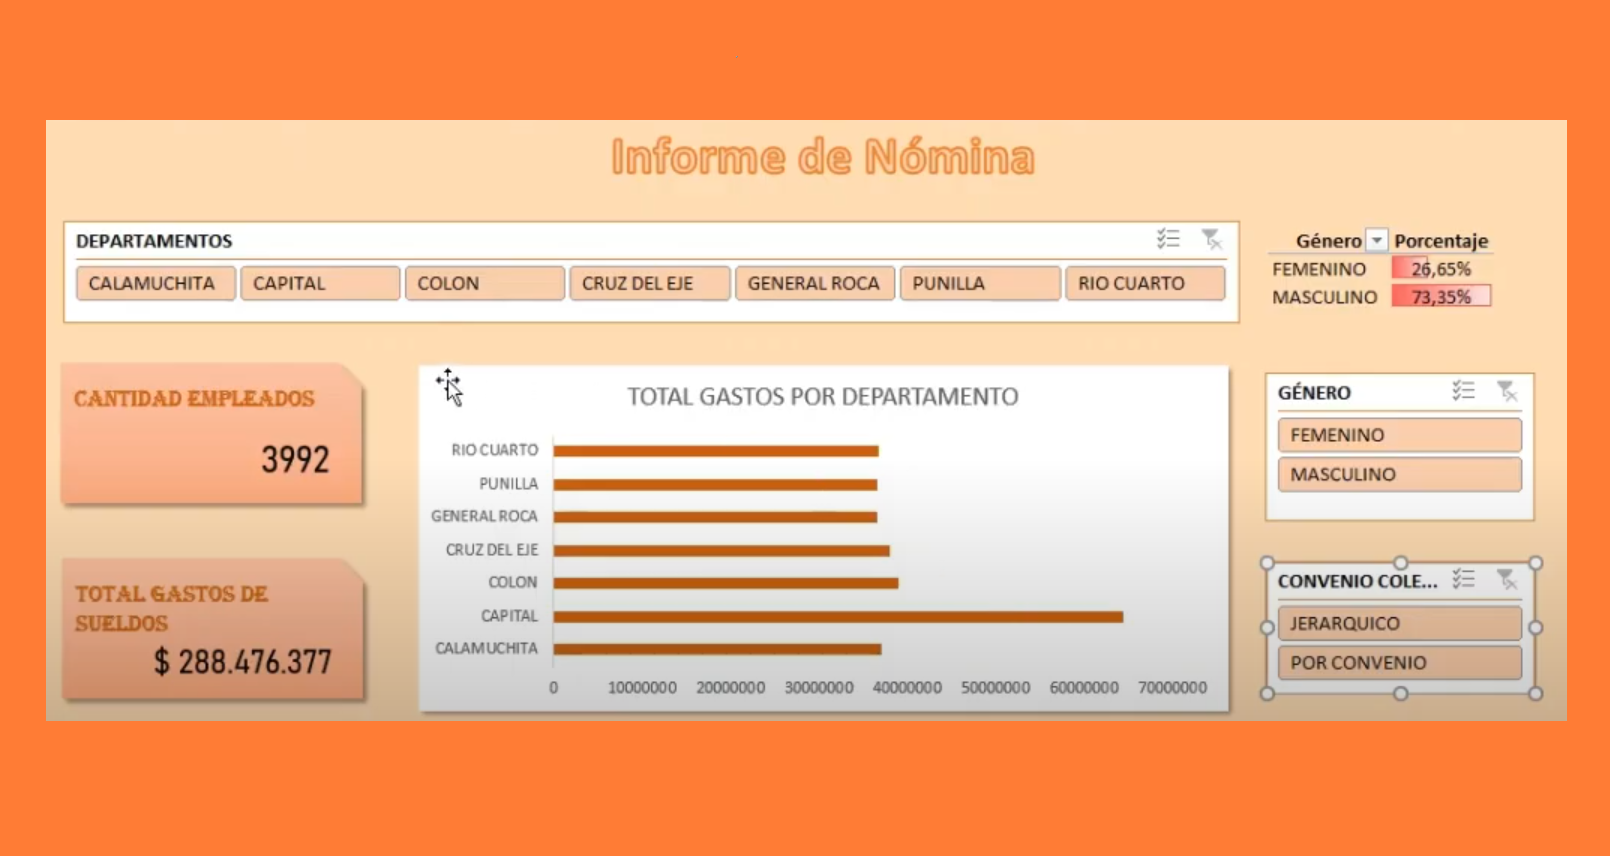 Informe de Nómina
DEPARTAMENTOS
CALAMUCHITA
CAPITAL
COLON
CRUZ DEL EJE
GENERAL ROCA
PUNILLA
RIO CUARTO
Género Porcentaje
FEMENINO 26,65%
MASCULINO 73,35%
CANTIDAD EMPLEADOS
3992
TOTAL GASTOS DE
SUELDOS
$ 288.476.377
TOTAL GASTOS POR DEPARTAMENTO
RIO CUARTO
PUNILLA
GENERAL ROCA
CRUZ DEL EJE
COLON
CAPITAL
CALAMUCHITA
0 10000000 20000000 30000000 40000000 50000000 60000000 70000000
GÉNERO
FEMENINO
MASCULINO
CONVENIO COLE...
JERARQUICO
POR CONVENIO